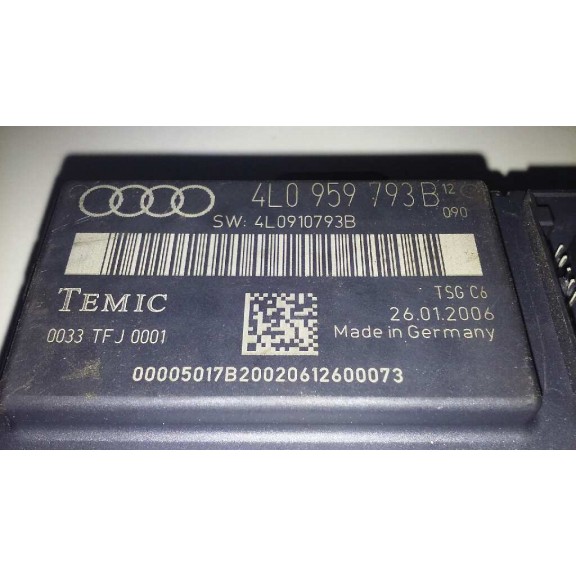 4L0 959 793 B 12
090
SW: 4L0910793B
TEMIC
TSG C6
26.01.2006
0033 TFJ 0001
Made in Germany
00005017B20020612600073